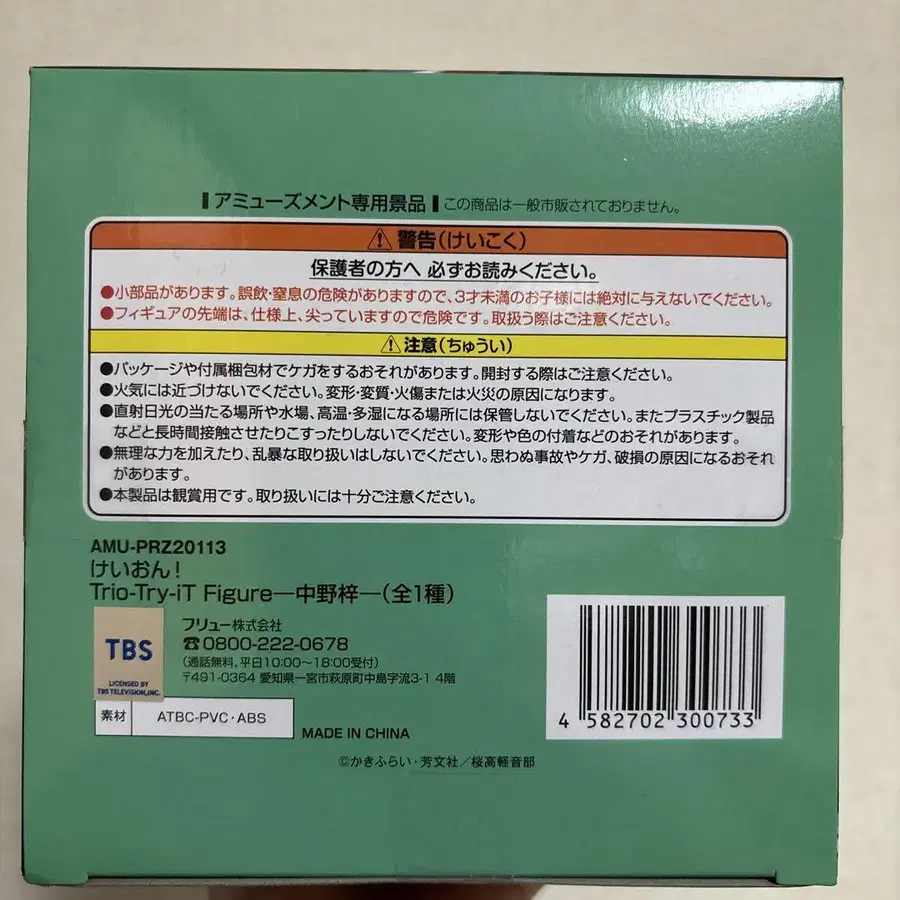 アミューズメント専用景品 この商品は一般市販されておりません。
⚠警告(けいこく)
保護者の方へ 必ずお読みください。
●小部品があります。誤飲・窒息の危険がありますので、3才未満のお子様には絶対に与えないでください。
●フィギュアの先端は、仕様上、尖っていますので危険です。取扱う際はご注意ください。
⚠注意(ちゅうい)
●パッケージや付属梱包材でケガをするおそれがあります。開封する際はご注意ください。
●火気には近づけないでください。変形・変質・火傷または火災の原因になります。
●直射日光の当たる場所や水場、高温・多湿になる場所には保管しないでください。またプラスチック製品
などと長時間接触させたりこすったりしないでください。変形や色の付着などのおそれがあります。
●無理な力を加えたり、乱暴な取り扱いはしないでください。思わぬ事故やケガ、破損の原因になるおそれ
があります。
●本製品は観賞用です。取り扱いには十分ご注意ください。
AMU-PRZ20113
けいおん!
Trio-Try-iT Figure―中野梓―(全1種)
フリュー株式会社
☎0800-222-0678
(通話無料、平日10:00~18:00受付)
〒491-0364 愛知県一宮市萩原町中島字流3-1 4階
TBS
LICENSED BY
TBS TELEVISION,INC.
素材 ATBC-PVC・ABS
MADE IN CHINA
4 582702 300733
©かきふらい・芳文社/桜高軽音部